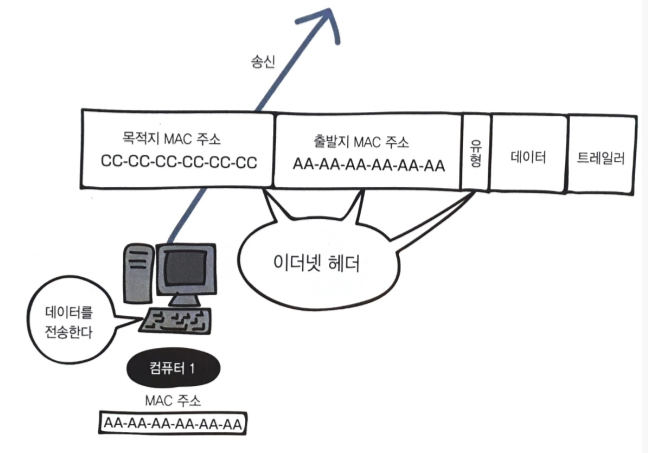 송신
목적지 MAC 주소
CC-CC-CC-CC-CC-CC
출발지 MAC 주소
AA-AA-AA-AA-AA-AA
유형
데이터
트레일러
이더넷 헤더
데이터를
전송한다
컴퓨터 1
MAC 주소
AA-AA-AA-AA-AA-AA